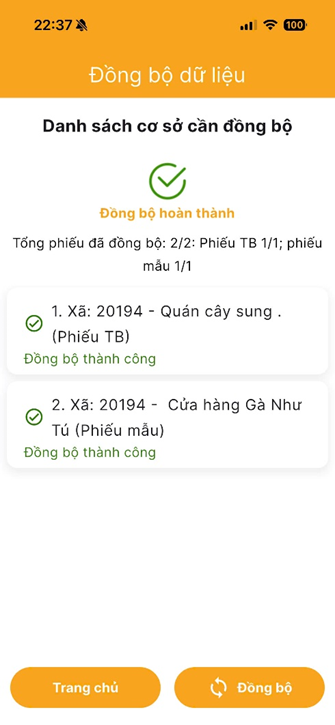 22:37
100
Đồng bộ dữ liệu
Danh sách cơ sở cần đồng bộ
Đồng bộ hoàn thành
Tổng phiếu đã đồng bộ: 2/2: Phiếu TB 1/1; phiếu
mẫu 1/1
1. Xã: 20194 - Quán cây sung .
(Phiếu TB)
Đồng bộ thành công
2. Xã: 20194 -  Cửa hàng Gà Như
Tú (Phiếu mẫu)
Đồng bộ thành công
Trang chủ
Đồng bộ